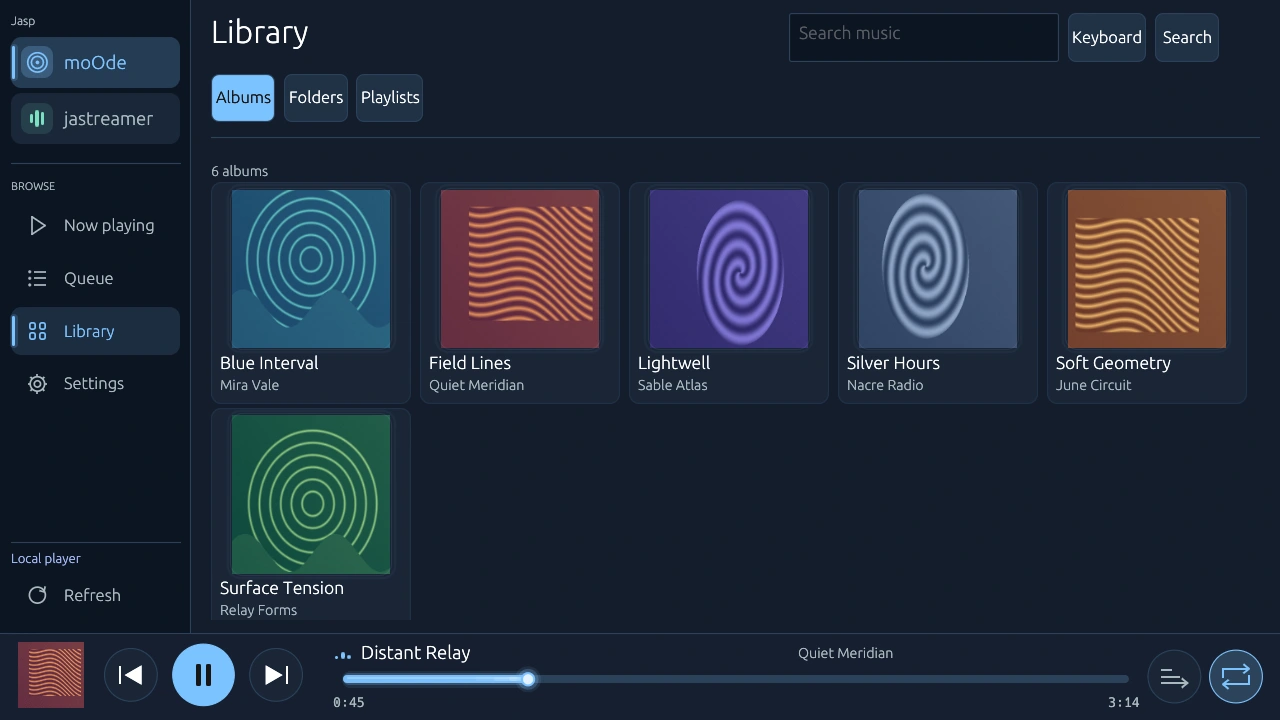 Jasp
moOde
jastreamer
BROWSE
Now playing
Queue
Library
Settings
Local player
Refresh
Library
Search music
Keyboard
Search
Albums
Folders
Playlists
6 albums
Blue Interval
Mira Vale
Field Lines
Quiet Meridian
Lightwell
Sable Atlas
Silver Hours
Nacre Radio
Soft Geometry
June Circuit
Surface Tension
Relay Forms
Distant Relay
Quiet Meridian
0:45
3:14